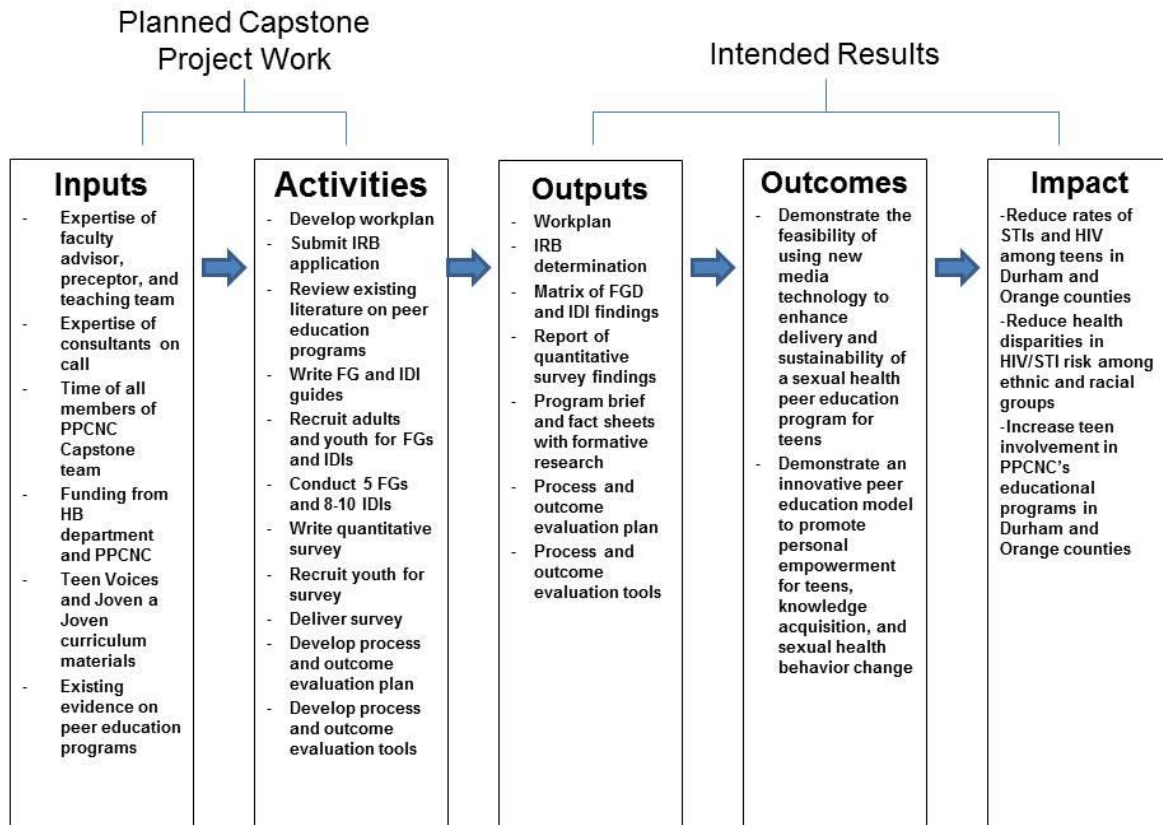 Planned Capstone
Project Work
Intended Results
Inputs
- Expertise of
faculty
advisor,
preceptor, and
teaching team
- Expertise of
consultants on
call
- Time of all
members of
PPCNC
Capstone
team
- Funding from
HB
department
and PPCNC
- Teen Voices
and Joven a
Joven
curriculum
materials
- Existing
evidence on
peer education
programs
Activities
- Develop workplan
- Submit IRB
application
- Review existing
literature on peer
education
programs
- Write FG and IDI
guides
- Recruit adults
and youth for FGs
and IDIs
- Conduct 5 FGs
and 8-10 IDIs
- Write quantitative
survey
- Recruit youth for
survey
- Deliver survey
- Develop process
and outcome
evaluation plan
- Develop process
and outcome
evaluation tools
Outputs
- Workplan
- IRB
determination
- Matrix of FGD
and IDI findings
- Report of
quantitative
survey findings
- Program brief
and fact sheets
with formative
research
- Process and
outcome
evaluation plan
- Process and
outcome
evaluation tools
Outcomes
- Demonstrate the
feasibility of
using new
media
technology to
enhance
delivery and
sustainability of
a sexual health
peer education
program for
teens
- Demonstrate an
innovative peer
education model
to promote
personal
empowerment
for teens,
knowledge
acquisition, and
sexual health
behavior change
Impact
-Reduce rates of
STIs and HIV
among teens in
Durham and
Orange counties
-Reduce health
disparities in
HIV/STI risk among
ethnic and racial
groups
-Increase teen
involvement in
PPCNC's
educational
programs in
Durham and
Orange counties